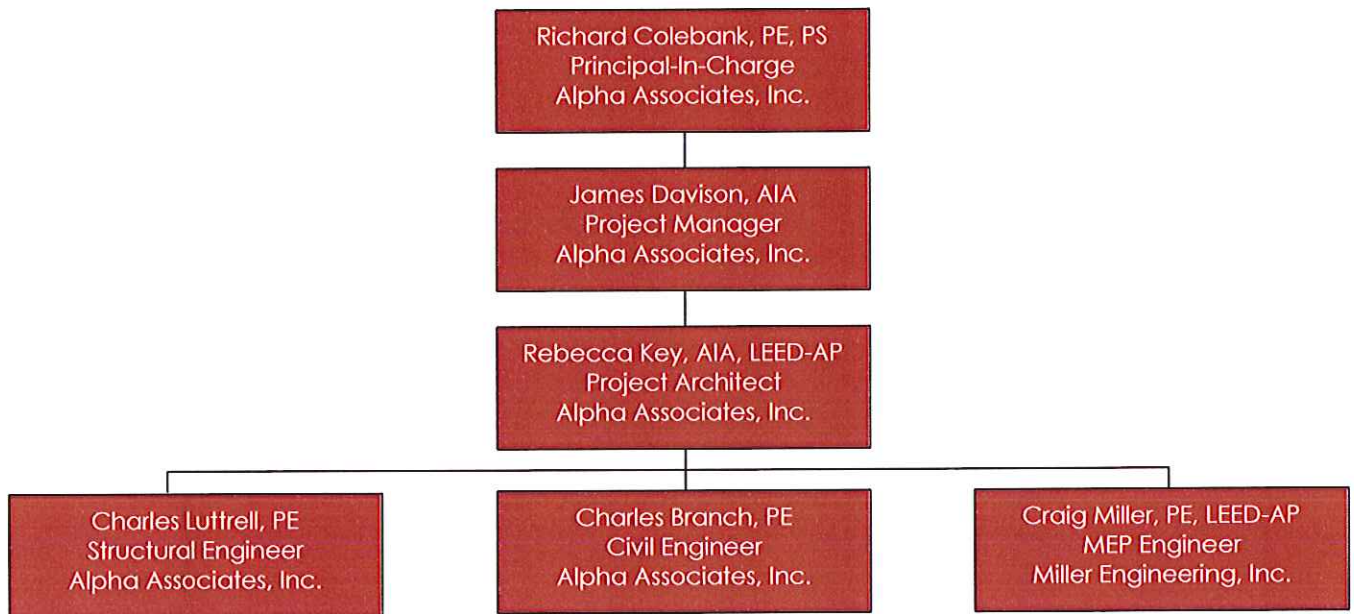 Richard Colebank, PE, PS
Principal-In-Charge
Alpha Associates, Inc.
James Davison, AIA
Project Manager
Alpha Associates, Inc.
Rebecca Key, AIA, LEED-AP
Project Architect
Alpha Associates, Inc.
Charles Luttrell, PE
Structural Engineer
Alpha Associates, Inc.
Charles Branch, PE
Civil Engineer
Alpha Associates, Inc.
Craig Miller, PE, LEED-AP
MEP Engineer
Miller Engineering, Inc.